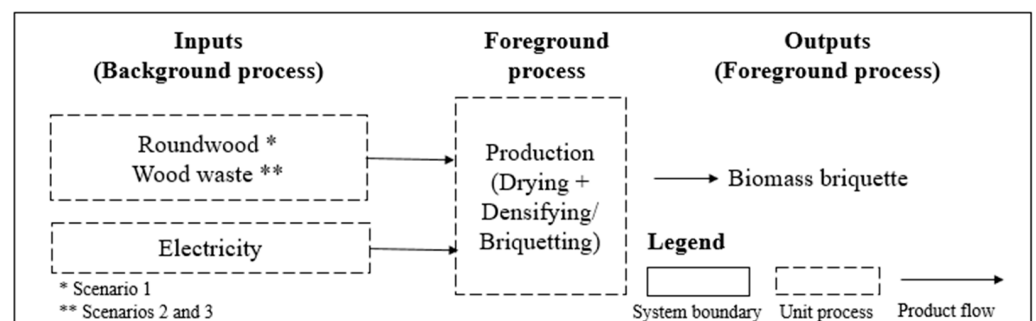 Inputs
(Background process)
Foreground
process
Outputs
(Foreground process)
Roundwood *
Wood waste **
Electricity
* Scenario 1
** Scenarios 2 and 3
Production
(Drying +
Densifying/
Briquetting)
Biomass briquette
Legend
System boundary
Unit process
Product flow